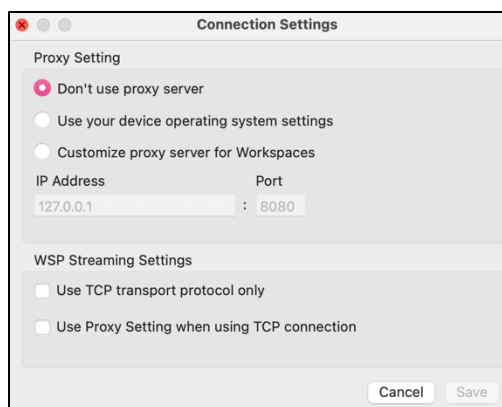 Connection Settings
Proxy Setting
Don't use proxy server
Use your device operating system settings
Customize proxy server for Workspaces
IP Address Port
127.0.0.1 : 8080
WSP Streaming Settings
Use TCP transport protocol only
Use Proxy Setting when using TCP connection
Cancel Save